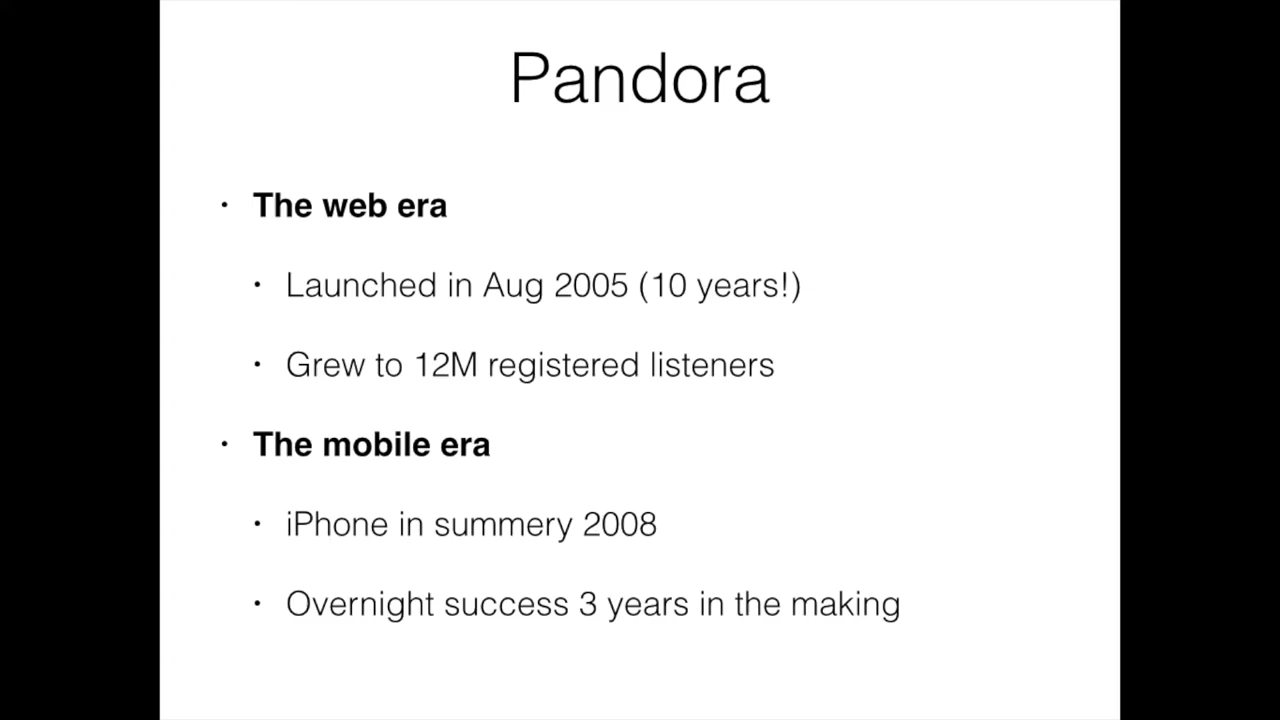 Pandora
• The web era
• Launched in Aug 2005 (10 years!)
• Grew to 12M registered listeners
• The mobile era
• iPhone in summery 2008
• Overnight success 3 years in the making